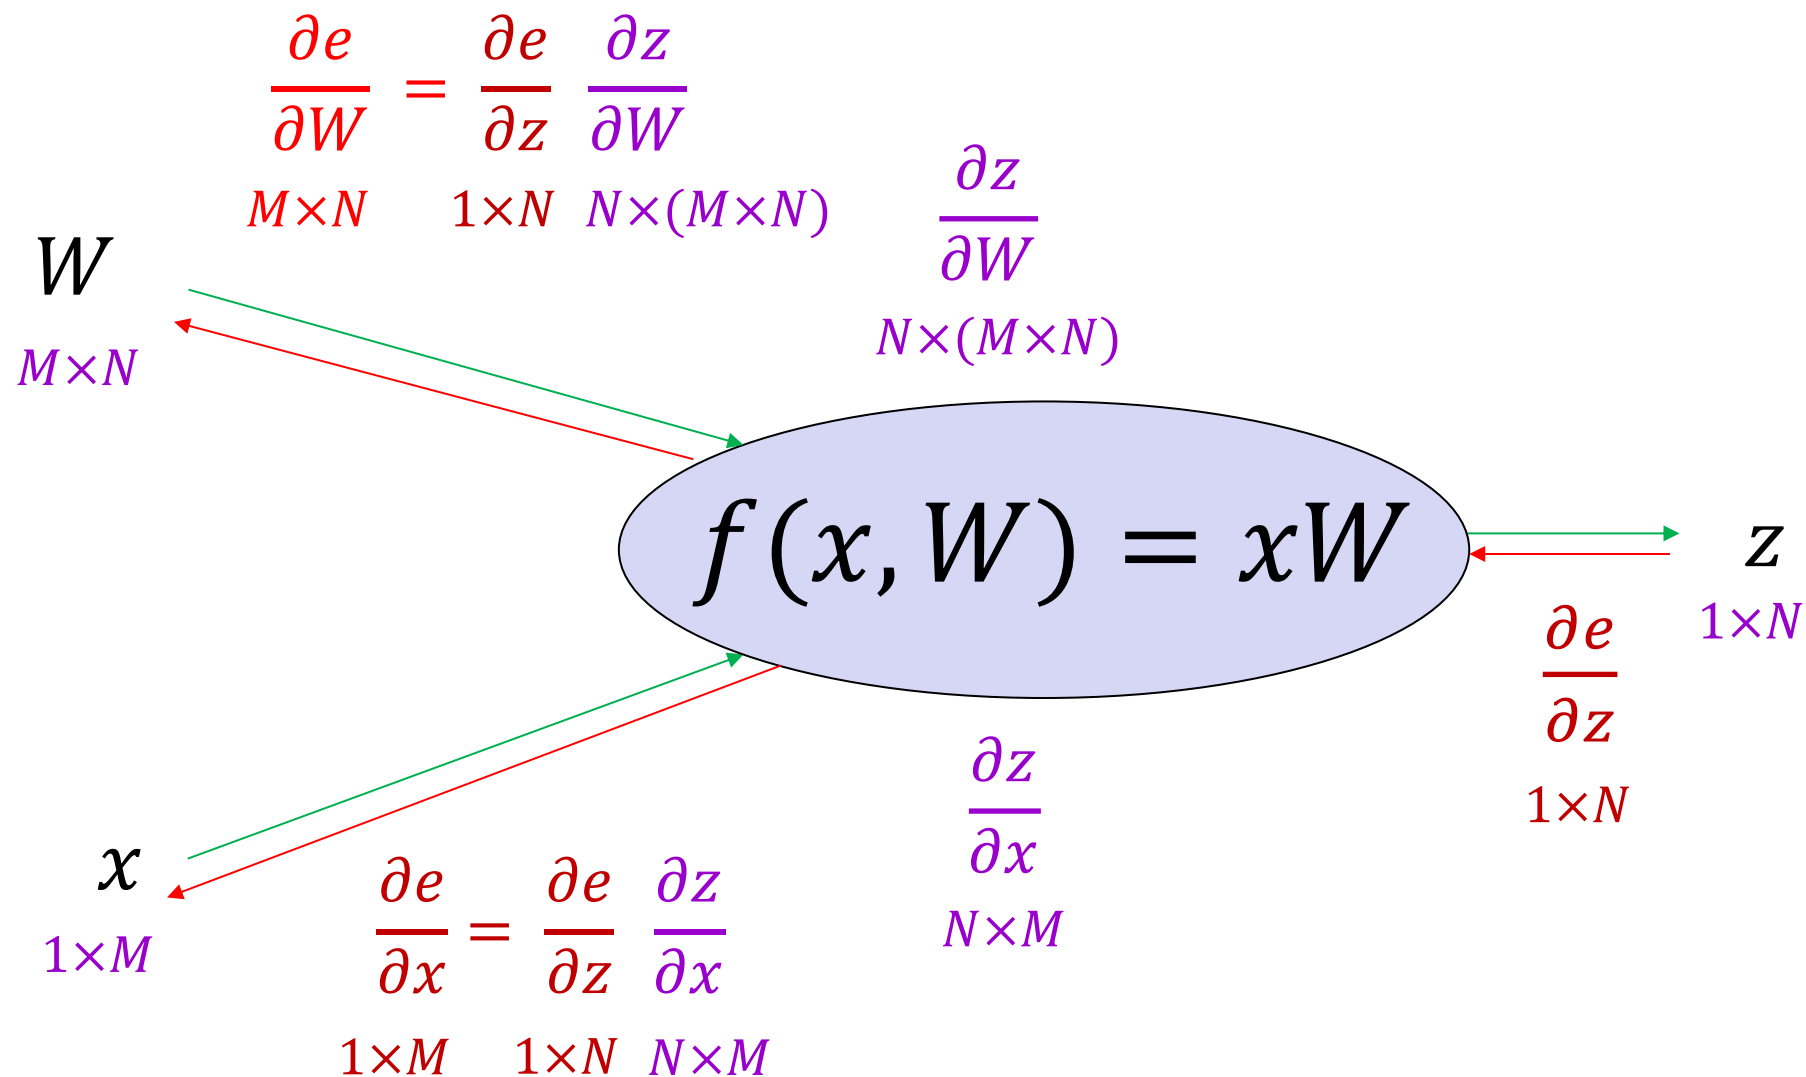 ∂e/∂W = ∂e/∂z ∂z/∂W
M×N 1×N N×(M×N)
∂z/∂W
N×(M×N)
W
M×N
f(x,W)=xW
z
1×N
∂e/∂z
1×N
∂z/∂x
N×M
x
1×M
∂e/∂x = ∂e/∂z ∂z/∂x
1×M 1×N N×M